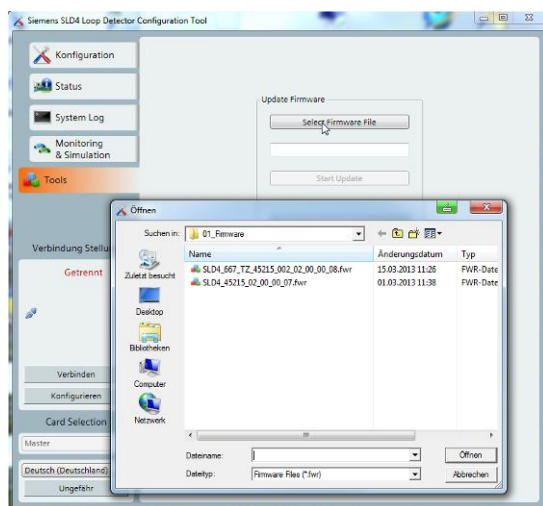 Siemens SLD4 Loop Detector Configuration Tool
Konfiguration
Status
System Log
Monitoring
& Simulation
Tools
Update Firmware
Select Firmware File
Start Update
Verbindung Stellu
Getrennt
Verbinden
Konfigurieren
Card Selection
Master
Deutsch (Deutschland)
Ungefähr
Öffnen
Suchen in:
01_Firmware
Name
Änderungsdatum
Typ
SLD4_667_TZ_45215_002_02_00_00_08.fwr
15.03.2013 11:26
FWR-Date
SLD4_45215_02_00_00_07.fwr
01.03.2013 11:38
FWR-Date
Zuletzt besucht
Desktop
Bibliotheken
Computer
Netzwerk
Dateiname:
Öffnen
Dateityp:
Firmware Files (*.fwr)
Abbrechen